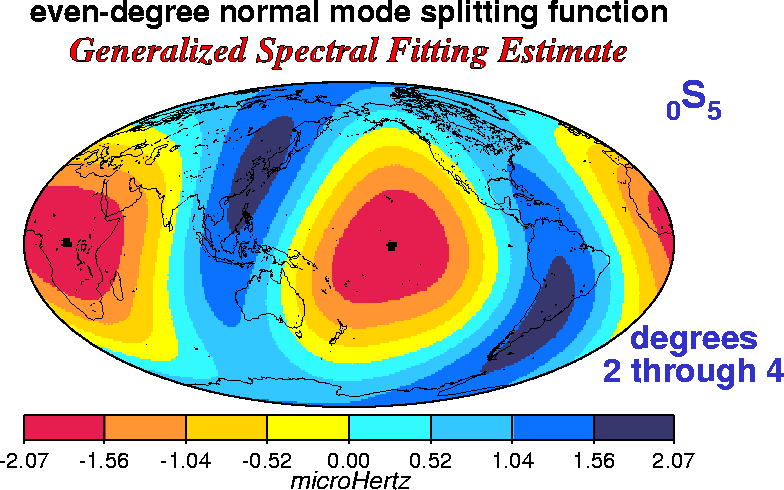 even-degree normal mode splitting function
Generalized Spectral Fitting Estimate
0S5
degrees
2 through 4
-2.07 -1.56 -1.04 -0.52 0.00 0.52 1.04 1.56 2.07
microHertz